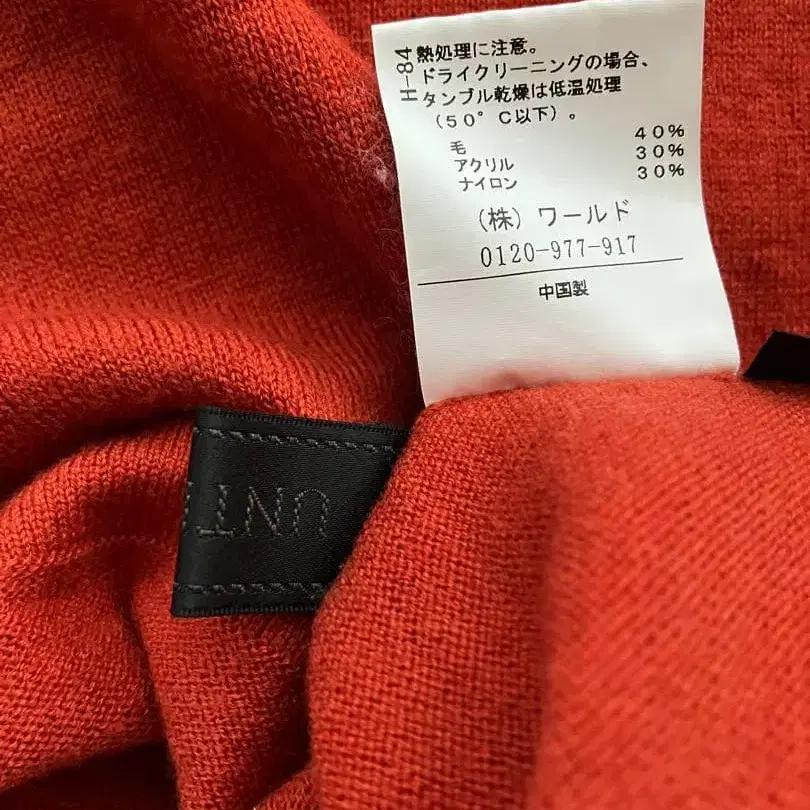 H-84
熱処理に注意。
ドライクリーニングの場合、
タンブル乾燥は低温処理
（50°C以下）。
毛 40%
アクリル 30%
ナイロン 30%
（株）ワールド
0120-977-917
中国製
UNT